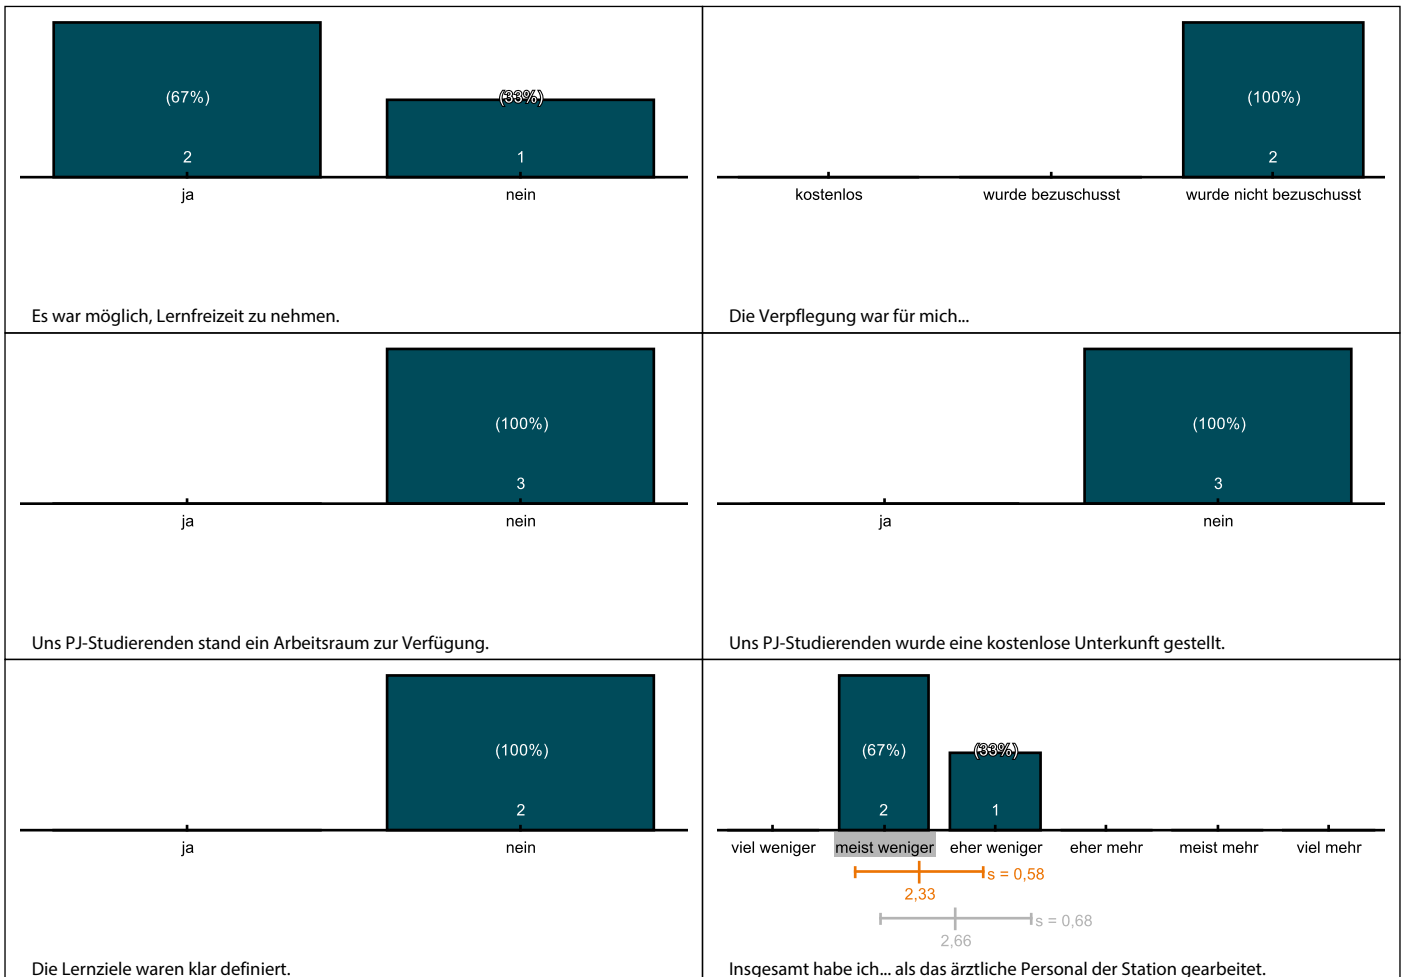 (67%)
(33%)
2
1
ja
nein
Es war möglich, Lernfreizeit zu nehmen.
(100%)
2
kostenlos
wurde bezuschusst
wurde nicht bezuschusst
Die Verpflegung war für mich...
(100%)
3
ja
nein
Uns PJ-Studierenden stand ein Arbeitsraum zur Verfügung.
(100%)
3
ja
nein
Uns PJ-Studierenden wurde eine kostenlose Unterkunft gestellt.
(100%)
2
ja
nein
Die Lernziele waren klar definiert.
(67%)
(33%)
2
1
viel weniger
meist weniger
eher weniger
eher mehr
meist mehr
viel mehr
s = 0,58
2,33
s = 0,68
2,66
Insgesamt habe ich... als das ärztliche Personal der Station gearbeitet.